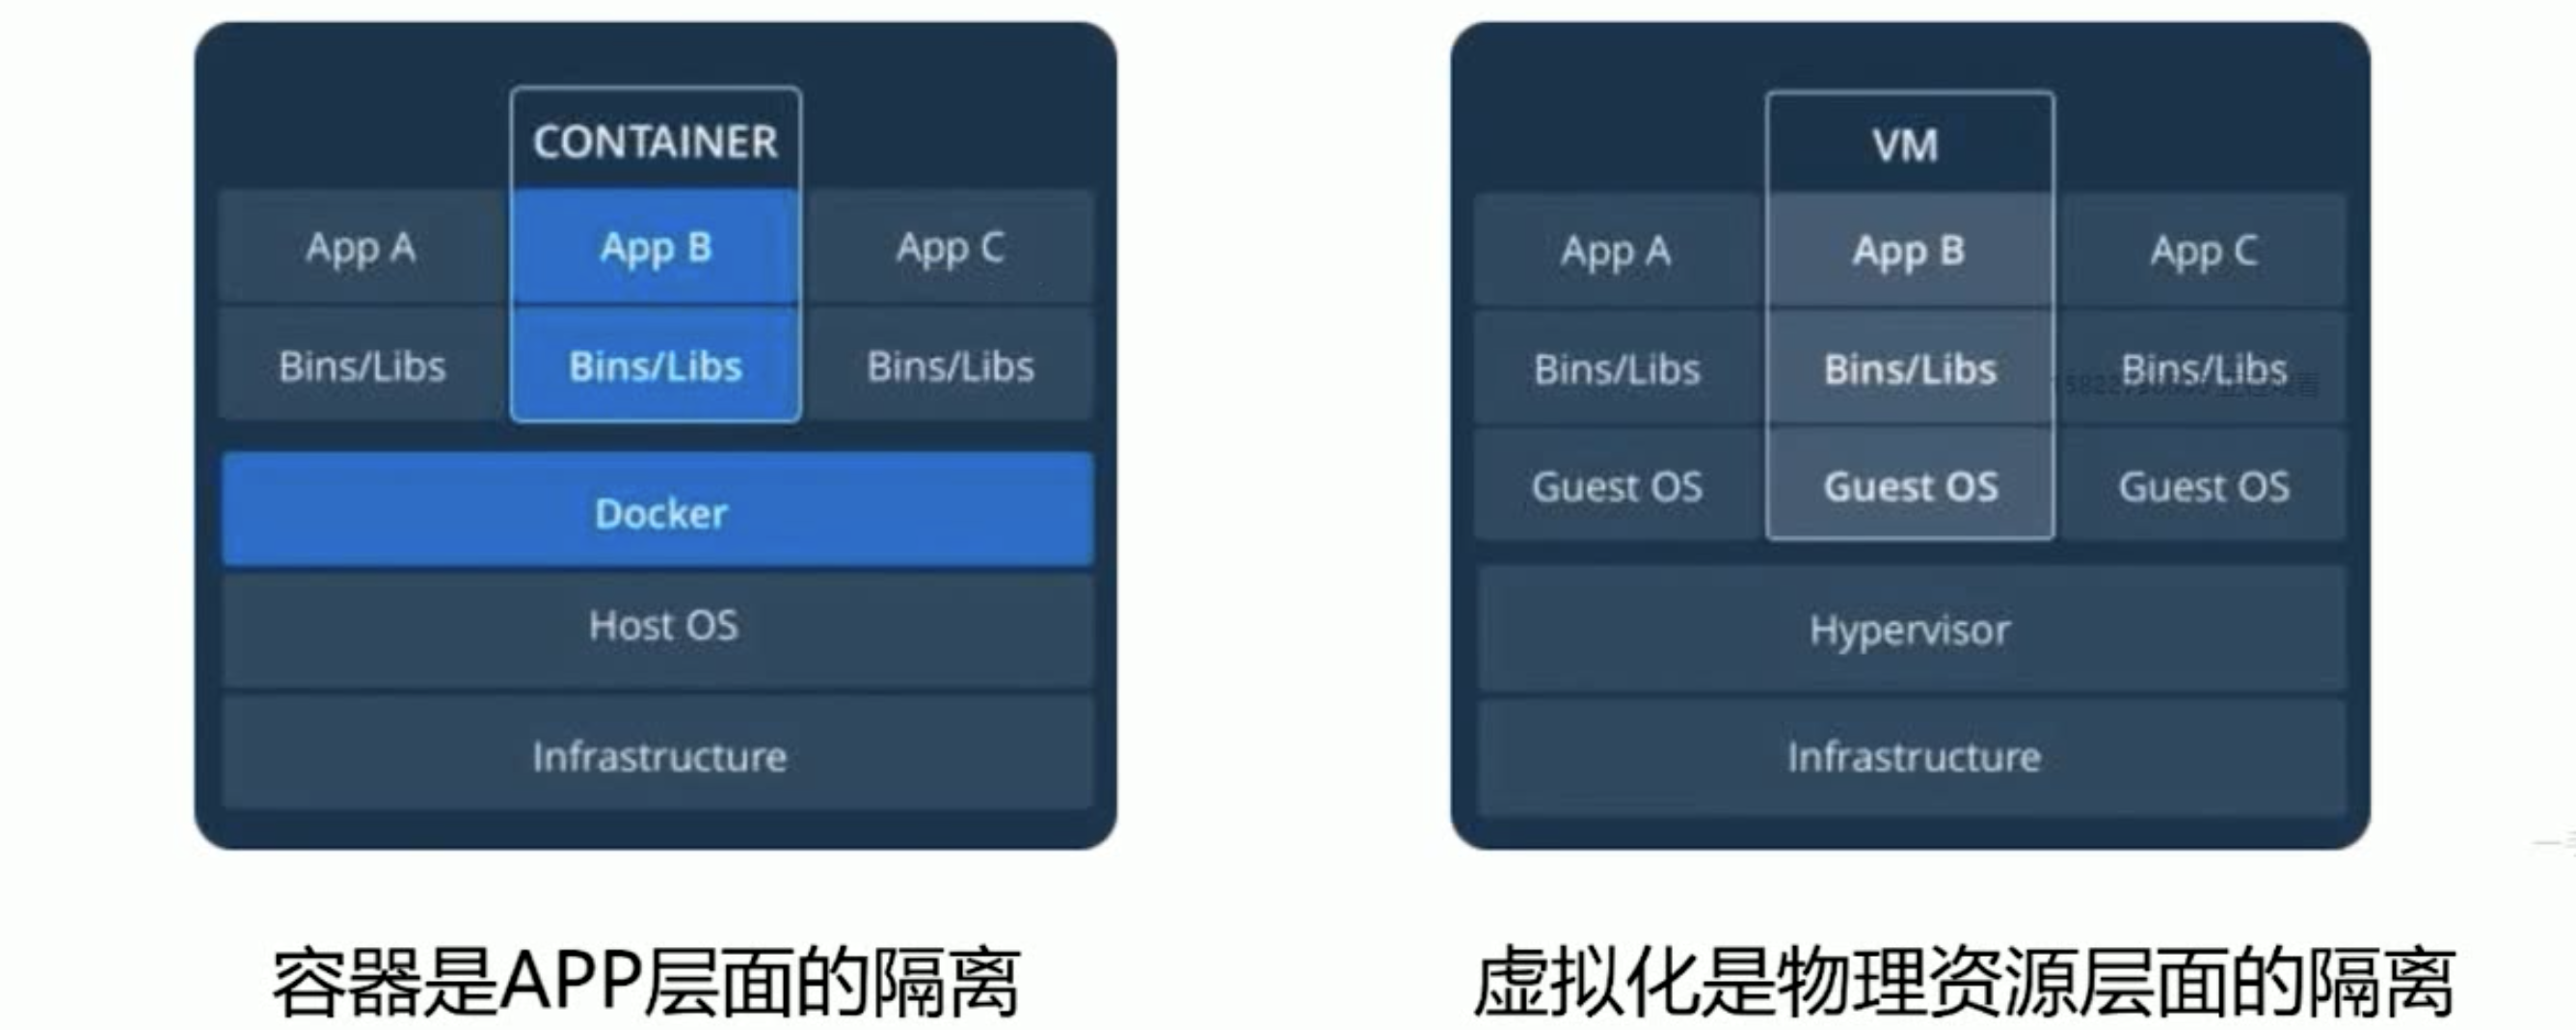 CONTAINER
App A
App B
App C
Bins/Libs
Bins/Libs
Bins/Libs
Docker
Host OS
Infrastructure
容器是APP层面的隔离
VM
App A
App B
App C
Bins/Libs
Bins/Libs
Bins/Libs
Guest OS
Guest OS
Guest OS
Hypervisor
Infrastructure
虚拟化是物理资源层面的隔离